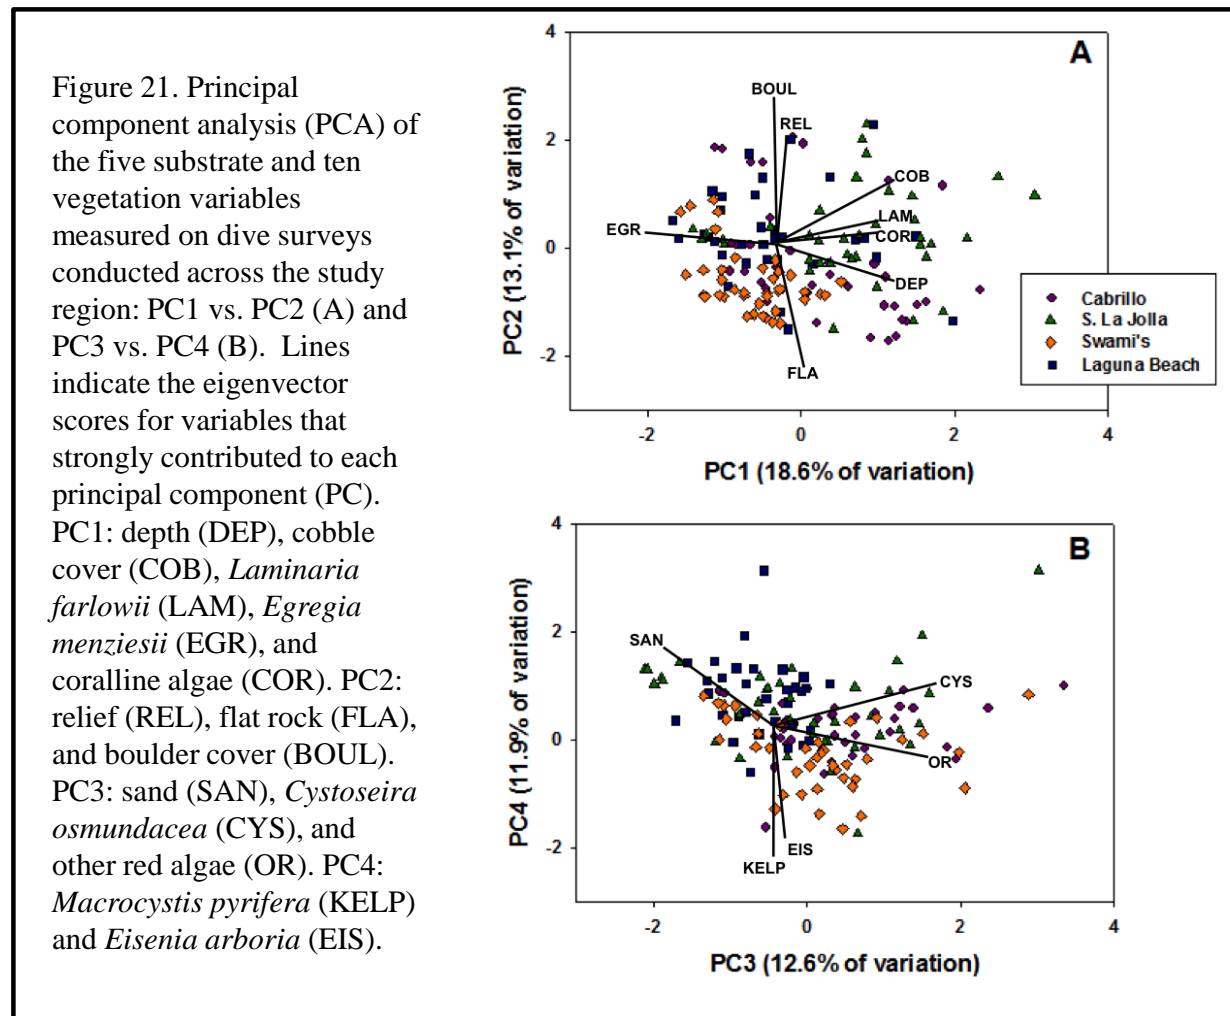 Figure 21. Principal
component analysis (PCA) of
the five substrate and ten
vegetation variables
measured on dive surveys
conducted across the study
region: PC1 vs. PC2 (A) and
PC3 vs. PC4 (B).  Lines
indicate the eigenvector
scores for variables that
strongly contributed to each
principal component (PC).
PC1: depth (DEP), cobble
cover (COB), Laminaria
farlowii (LAM), Egregia
menziesii (EGR), and
coralline algae (COR). PC2:
relief (REL), flat rock (FLA),
and boulder cover (BOUL).
PC3: sand (SAN), Cystoseira
osmundacea (CYS), and
other red algae (OR). PC4:
Macrocystis pyrifera (KELP)
and Eisenia arboria (EIS).
A
4
2
0
-2
PC2 (13.1% of variation)
BOUL
REL
COB
LAM
COR
EGR
DEP
FLA
-2
0
2
4
PC1 (18.6% of variation)
Cabrillo
S. La Jolla
Swami's
Laguna Beach
B
4
2
0
-2
PC4 (11.9% of variation)
SAN
CYS
OR
EIS
KELP
-2
0
2
4
PC3 (12.6% of variation)